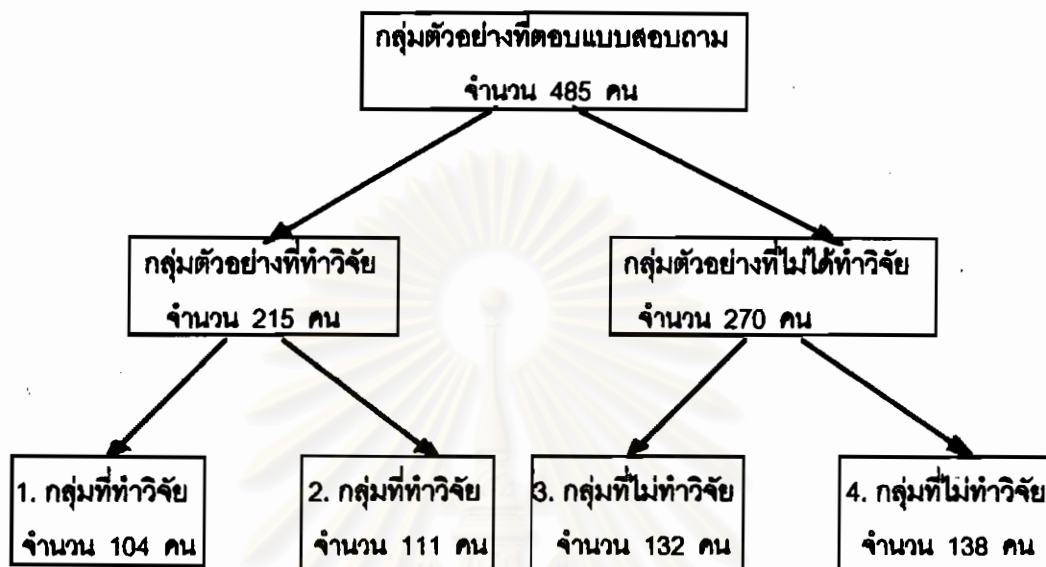 กลุ่มตัวอย่างที่ตอบแบบสอบถาม
จำนวน 485 คน
กลุ่มตัวอย่างที่ทำวิจัย
จำนวน 215 คน
กลุ่มตัวอย่างที่ไม่ได้ทำวิจัย
จำนวน 270 คน
1. กลุ่มที่ทำวิจัย
จำนวน 104 คน
2. กลุ่มที่ทำวิจัย
จำนวน 111 คน
3. กลุ่มที่ไม่ทำวิจัย
จำนวน 132 คน
4. กลุ่มที่ไม่ทำวิจัย
จำนวน 138 คน